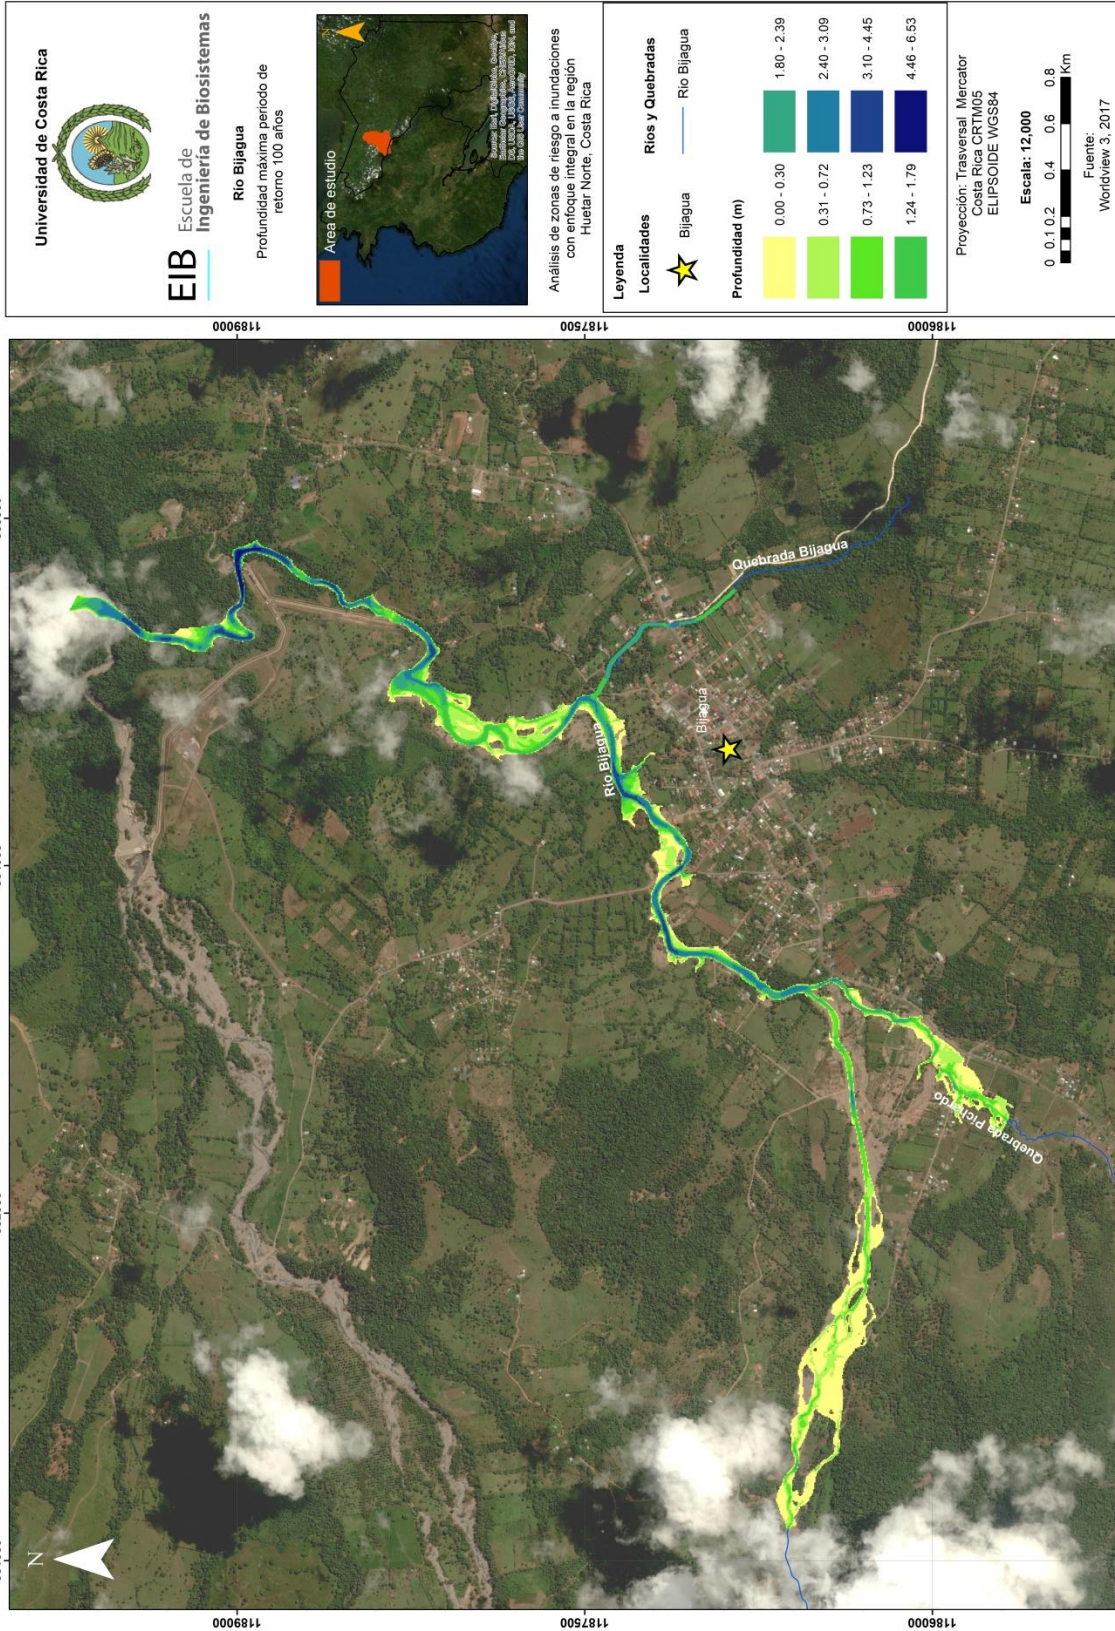 Universidad de Costa Rica
EIB
Escuela de
Ingeniería de Biosistemas
Río Bijagua
Profundidad máxima periodo de
retorno 100 años
Area de estudio
N
Análisis de zonas de riesgo a inundaciones
con enfoque integral en la región
Huetar Norte, Costa Rica
Leyenda
Localidades
Bijagua
Ríos y Quebradas
Rio Bijagua
Profundidad (m)
0.00 - 0.30
0.31 - 0.72
0.73 - 1.23
1.24 - 1.79
1.80 - 2.39
2.40 - 3.09
3.10 - 4.45
4.46 - 6.53
Proyección: Trasversal Mercator
Costa Rica CRTM05
ELIPSOIDE WGS84
Escala: 12,000
0 0.1 0.2 0.4 0.6 0.8
Km
Fuente:
Worldview 3, 2017
N
1189000
1187500
1186000
1189000
1187500
1186000
Río Bijagua
Quebrada Bijagua
Bijagua
Quebrada Pichardo